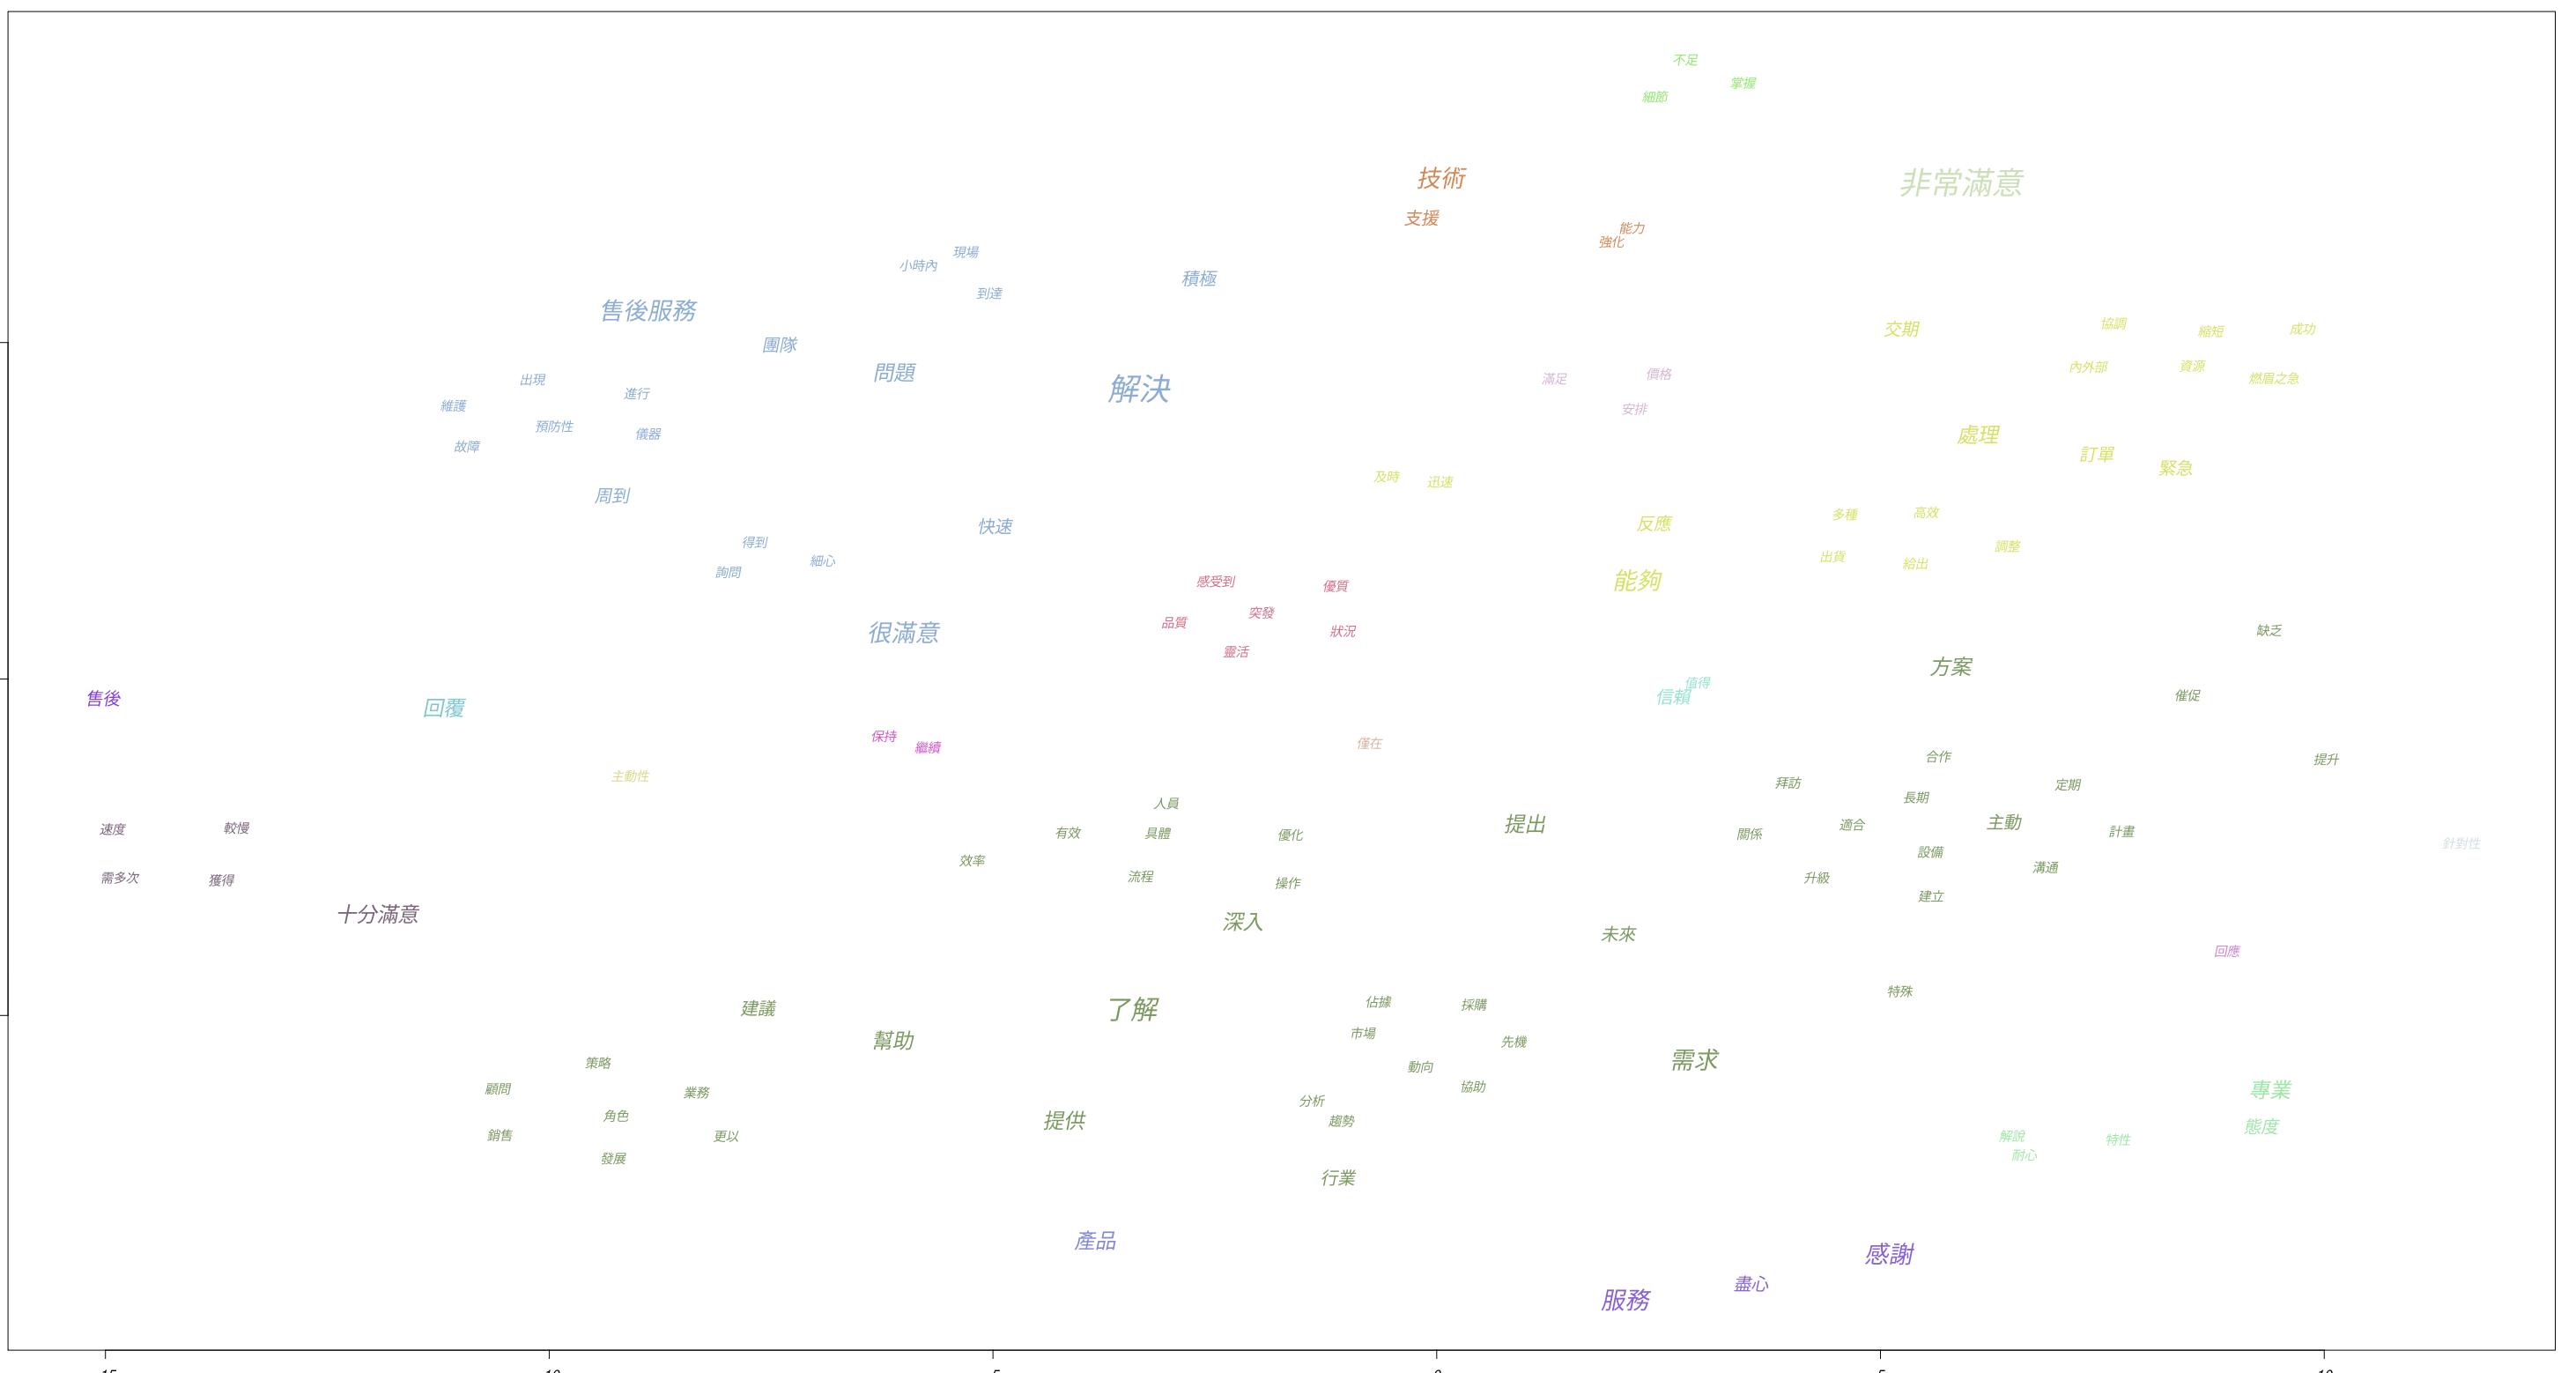 不足
掌握
細節
技術
非常滿意
支援
能力
強化
現場
小時內
積極
到達
售後服務
交期
協調
縮短
成功
團隊
問題
解決
內外部
資源
燃眉之急
滿足
價格
安排
出現
進行
維護
預防性
儀器
故障
處理
訂單
緊急
及時
迅速
周到
快速
反應
多種
高效
得到
細心
詢問
出貨
給出
調整
感受到
優質
能夠
突發
品質
狀況
靈活
很滿意
缺乏
方案
催促
值得
信賴
售後
回覆
保持
繼續
僅在
主動性
合作
提升
拜訪
定期
長期
人員
有效
具體
優化
提出
關係
適合
主動
計畫
速度
較慢
針對性
效率
設備
溝通
流程
操作
升級
建立
需多次
獲得
十分滿意
深入
未來
回應
特殊
建議
了解
佔據
採購
幫助
市場
先機
策略
動向
需求
顧問
業務
協助
專業
分析
角色
提供
趨勢
態度
銷售
更以
解說
特性
發展
耐心
行業
產品
感謝
盡心
服務